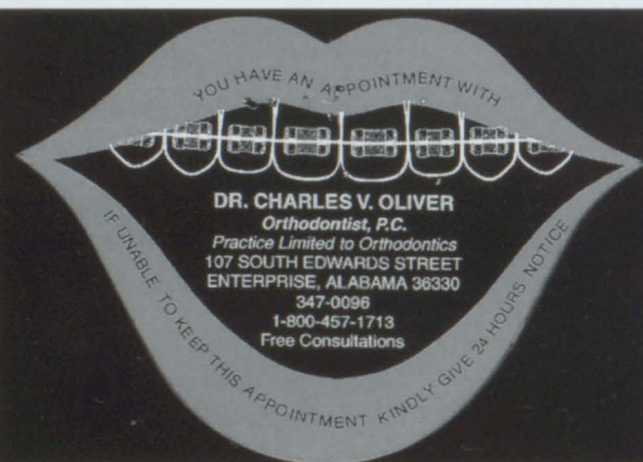 YOU HAVE AN APPOINTMENT WITH
DR. CHARLES V. OLIVER
Orthodontist, P.C.
Practice Limited to Orthodontics
107 SOUTH EDWARDS STREET
ENTERPRISE, ALABAMA 36330
347-0096
1-800-457-1713
Free Consultations
IF UNABLE TO KEEP THIS APPOINTMENT KINDLY GIVE 24 HOURS NOTICE